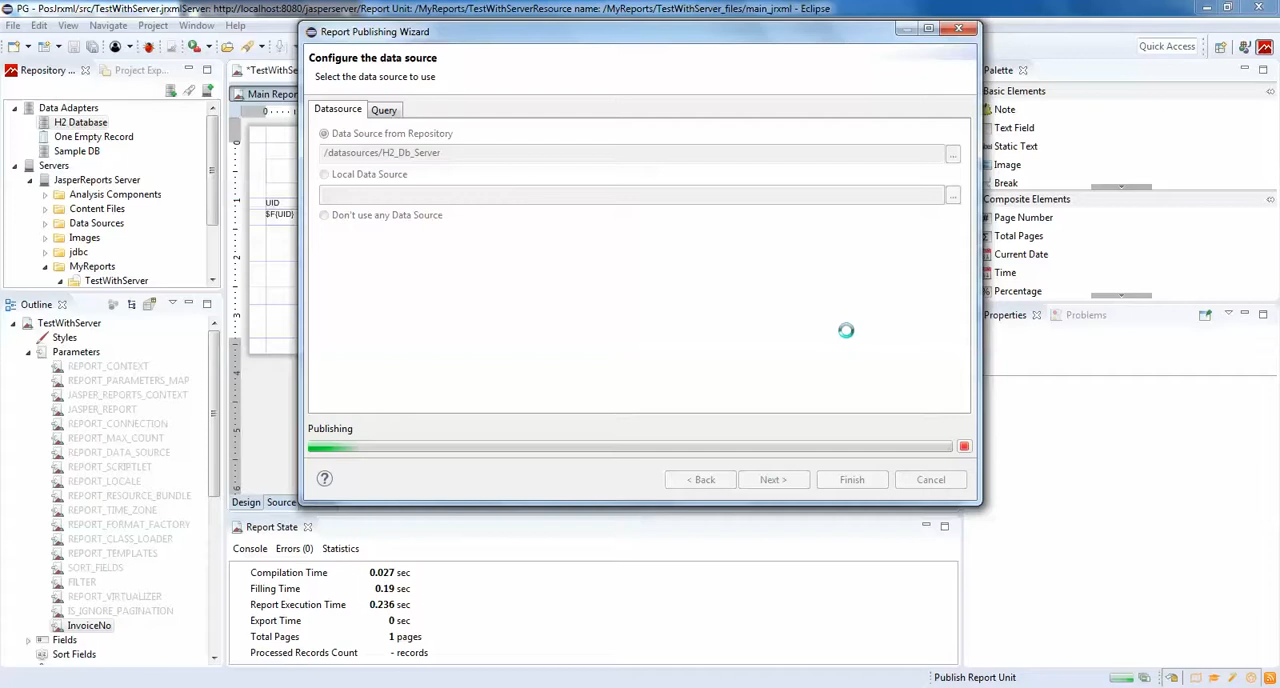 PG - PosJrxml/src/TestWithServer.jrxmlServer: http://localhost:8080/jasperserver/Report Unit: /MyReports/TestWithServerResource name: /MyReports/TestWithServer_files/main_jrxml - Eclipse
File Edit View Navigate Project Window Help
Quick Access
Repository ... Project Exp...
Data Adapters
H2 Database
One Empty Record
Sample DB
Servers
JasperReports Server
Analysis Components
Content Files
Data Sources
Images
jdbc
MyReports
TestWithServer
Outline
TestWithServer
Styles
Parameters
REPORT_CONTEXT
REPORT_PARAMETERS_MAP
JASPER_REPORTS_CONTEXT
JASPER_REPORT
REPORT_CONNECTION
REPORT_MAX_COUNT
REPORT_DATA_SOURCE
REPORT_SCRIPTLET
REPORT_LOCALE
REPORT_RESOURCE_BUNDLE
REPORT_TIME_ZONE
REPORT_FORMAT_FACTORY
REPORT_CLASS_LOADER
REPORT_TEMPLATES
SORT_FIELDS
FILTER
REPORT_VIRTUALIZER
IS_IGNORE_PAGINATION
InvoiceNo
Fields
Sort Fields
*TestWithSe
Main Repor
UID
$F{UID}
Design Source
Report Publishing Wizard
Configure the data source
Select the data source to use
Datasource Query
Data Source from Repository
/datasources/H2_Db_Server
...
Local Data Source
...
Don't use any Data Source
Publishing
< Back Next > Finish Cancel
Report State
Console Errors (0) Statistics
Compilation Time 0.027 sec
Filling Time 0.19 sec
Report Execution Time 0.236 sec
Export Time 0 sec
Total Pages 1 pages
Processed Records Count - records
Palette
Basic Elements
Note
Text Field
Static Text
Image
Break
Composite Elements
Page Number
Total Pages
Current Date
Time
Percentage
Properties Problems
Publish Report Unit